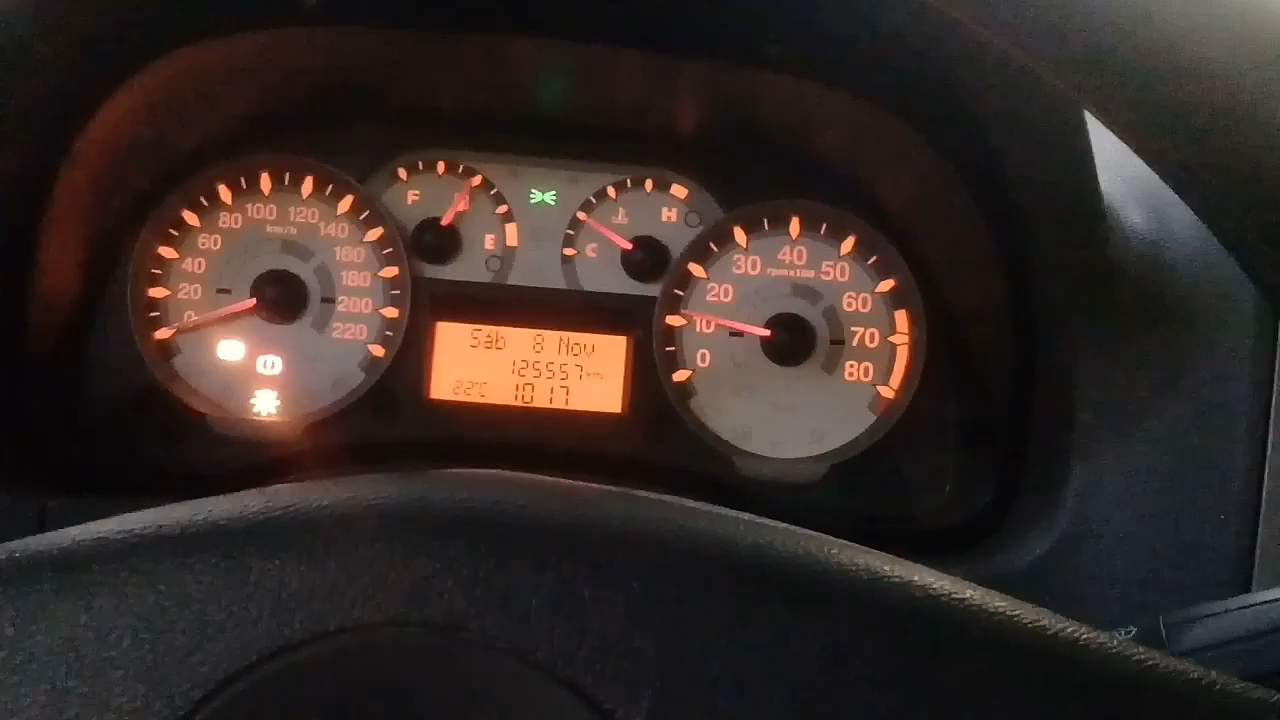 0 20 40 60 80 100 120 140 160 180 200 220
km/h
F E
C H
0 10 20 30 40 50 60 70 80
rpm x 100
Sáb 8 Nov
125557 km
22°C 10 17